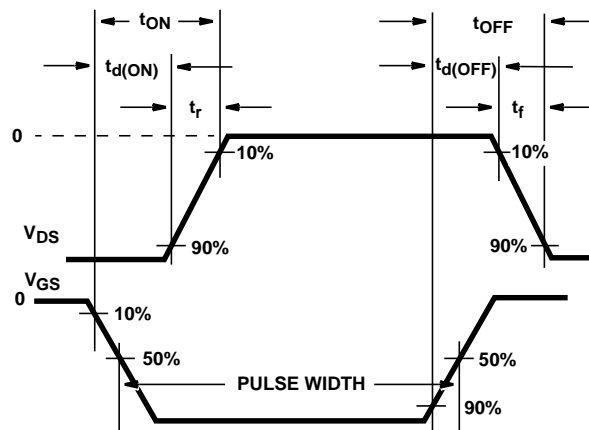 tON tOFF
td(ON) td(OFF)
tr tf
0
10% 10%
VDS 90% 90%
VGS
0
10%
50% 50%
PULSE WIDTH
90%